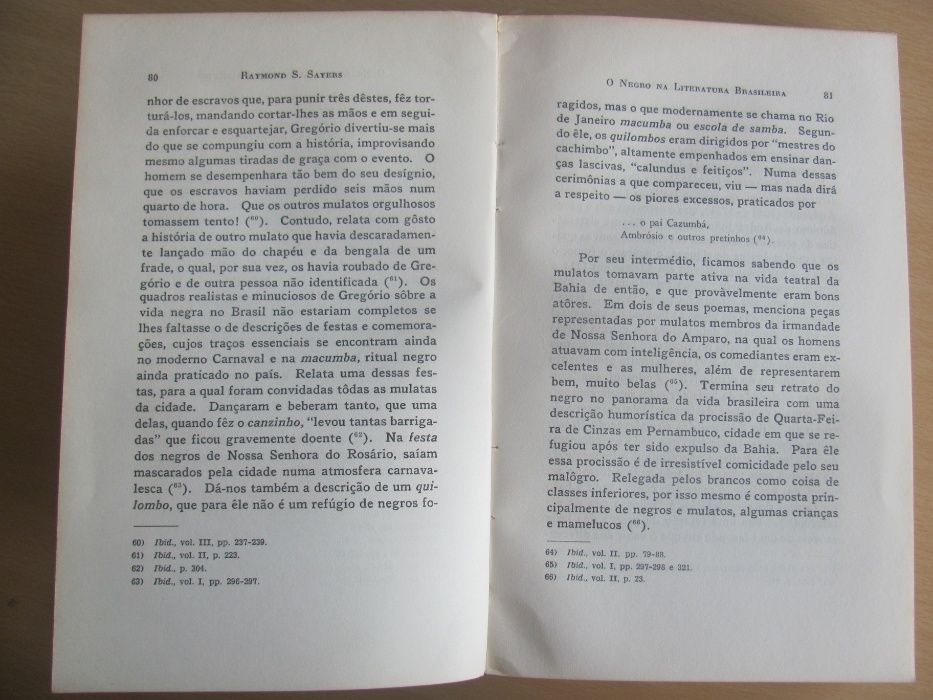 80
RAYMOND S. SAYERS
nhor de escravos que, para punir três dêstes, fêz tor-
turá-los, mandando cortar-lhes as mãos e em segui-
da enforcar e esquartejar, Gregório divertiu-se mais
do que se compungiu com a história, improvisando
mesmo algumas tiradas de graça com o evento. O
homem se desempenhara tão bem do seu desígnio,
que os escravos haviam perdido seis mãos num
quarto de hora. Que os outros mulatos orgulhosos
tomassem tento! (60). Contudo, relata com gôsto
a história de outro mulato que havia descaradamen-
te lançado mão do chapéu e da bengala de um
frade, o qual, por sua vez, os havia roubado de Gre-
gório e de outra pessoa não identificada (61). Os
quadros realistas e minuciosos de Gregório sôbre a
vida negra no Brasil não estariam completos se
lhes faltasse o de descrições de festas e comemora-
ções, cujos traços essenciais se encontram ainda
no moderno Carnaval e na macumba, ritual negro
ainda praticado no país. Relata uma dessas fes-
tas, para a qual foram convidadas tôdas as mulatas
da cidade. Dançaram e beberam tanto, que uma
delas, quando fêz o canzinho, "levou tantas barriga-
das" que ficou gravemente doente (62). Na festa
dos negros de Nossa Senhora do Rosário, saíam
mascarados pela cidade numa atmosfera carnava-
lesca (63). Dá-nos também a descrição de um qui-
lombo, que para êle não é um refúgio de negros fo-
60) Ibid., vol. III, pp. 237-239.
61) Ibid., vol. II, p. 223.
62) Ibid., p. 304.
63) Ibid., vol. I, pp. 296-297.
O NEGRO NA LITERATURA BRASILEIRA
81
ragidos, mas o que modernamente se chama no Rio
de Janeiro macumba ou escola de samba. Segun-
do êle, os quilombos eram dirigidos por "mestres do
cachimbo", altamente empenhados em ensinar dan-
ças lascivas, "calundus e feitiços". Numa dessas
cerimônias a que compareceu, viu — mas nada dirá
a respeito — os piores excessos, praticados por
... o pai Cazumbá,
Ambrósio e outros pretinhos (64).
Por seu intermédio, ficamos sabendo que os
mulatos tomavam parte ativa na vida teatral da
Bahia de então, e que provàvelmente eram bons
atôres. Em dois de seus poemas, menciona peças
representadas por mulatos membros da irmandade
de Nossa Senhora do Amparo, na qual os homens
atuavam com inteligência, os comediantes eram ex-
celentes e as mulheres, além de representarem
bem, muito belas (65). Termina seu retrato do
negro no panorama da vida brasileira com uma
descrição humorística da procissão de Quarta-Fei-
ra de Cinzas em Pernambuco, cidade em que se re-
fugiou após ter sido expulso da Bahia. Para êle
essa procissão é de irresistível comicidade pelo seu
malôgro. Relegada pelos brancos como coisa de
classes inferiores, por isso mesmo é composta prin-
cipalmente de negros e mulatos, algumas crianças
e mamelucos (66).
64) Ibid., vol. II, pp. 79-88.
65) Ibid., vol. I, pp. 297-298 e 321.
66) Ibid., vol. II, p. 23.